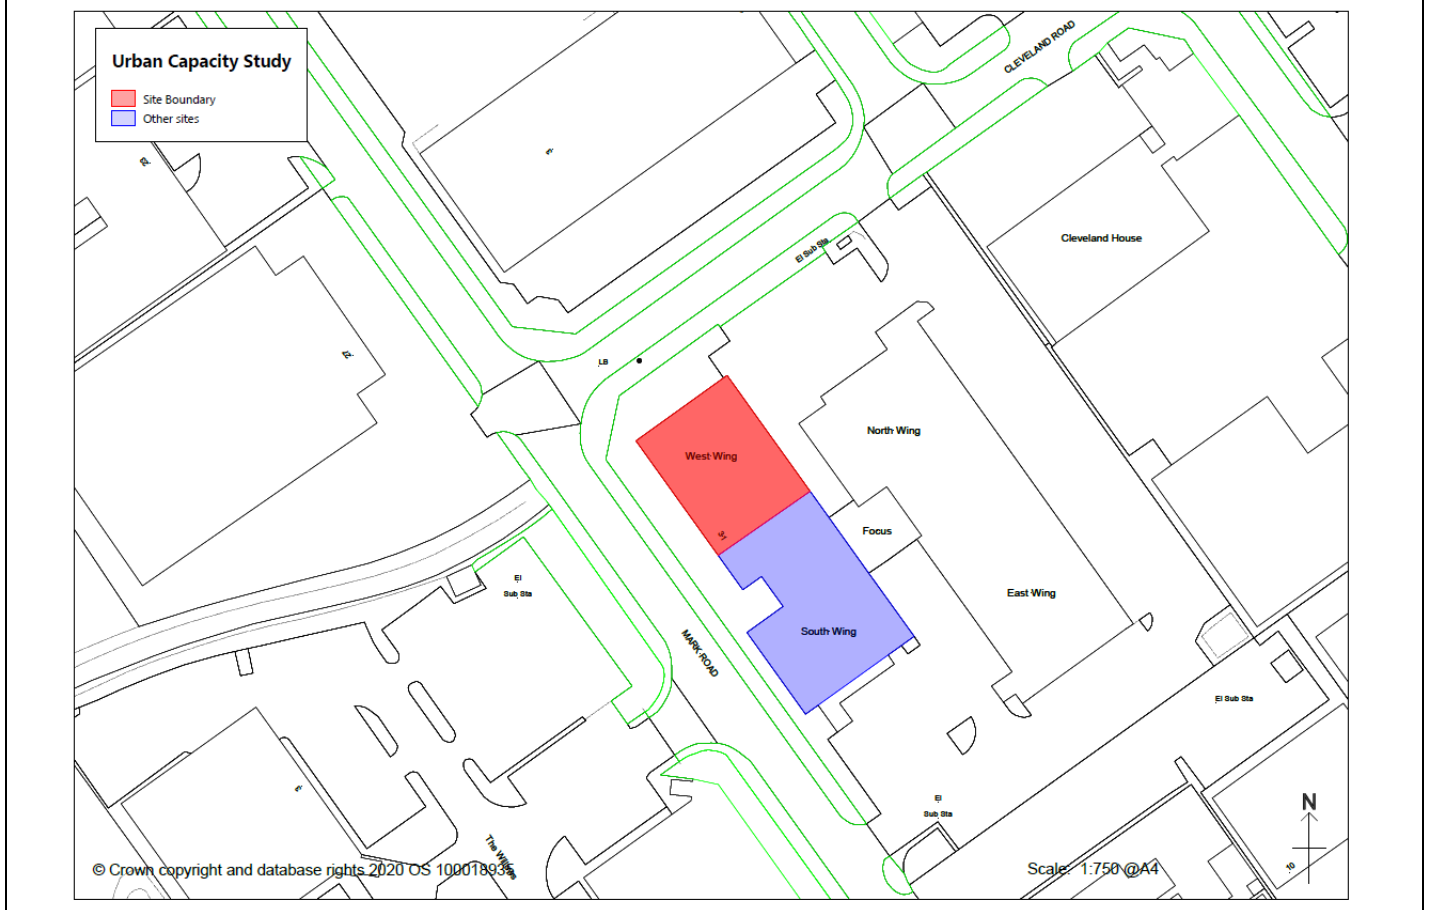 Urban Capacity Study
Site Boundary
Other sites
CLEVELAND ROAD
Cleveland House
El Sub Sta
LB
North Wing
West Wing
31
Focus
El
Sub Sta
East Wing
South Wing
MARK ROAD
El Sub Sta
El
Sub Sta
N
10
© Crown copyright and database rights 2020 OS 100018935
Scale: 1:750 @A4